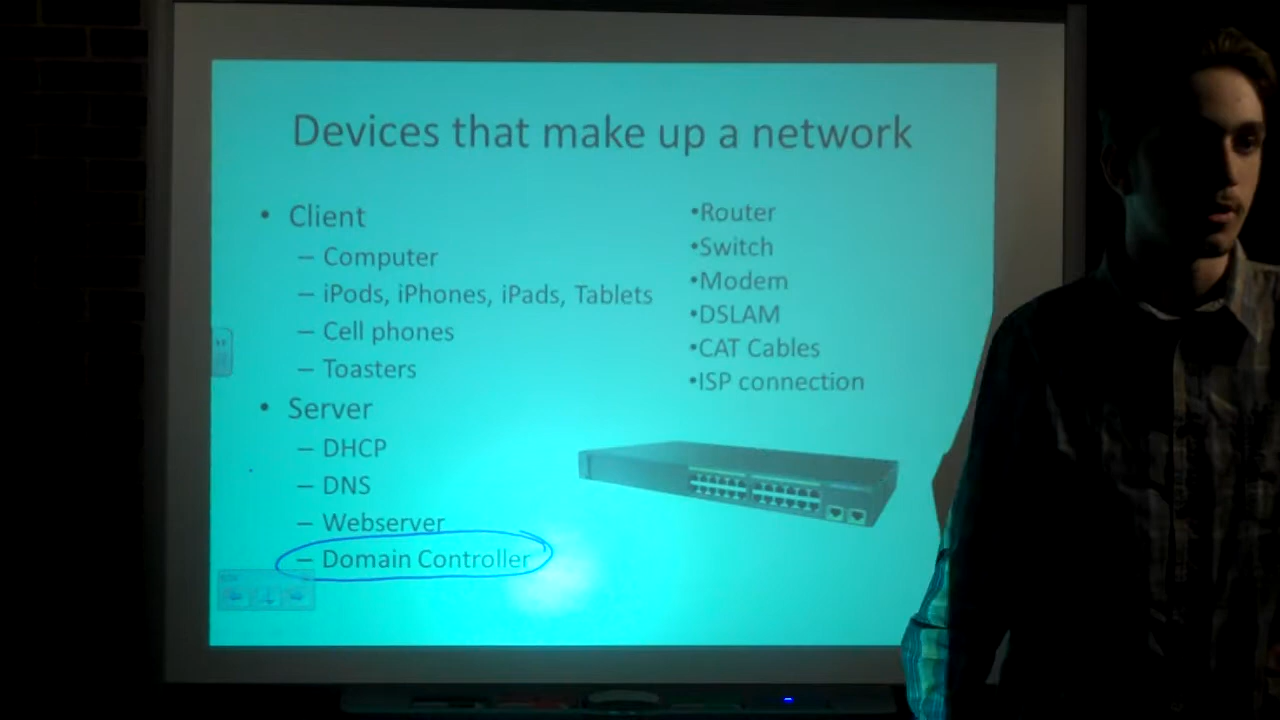 Devices that make up a network
• Client
– Computer
– iPods, iPhones, iPads, Tablets
– Cell phones
– Toasters
• Server
– DHCP
– DNS
– Webserver
– Domain Controller
•Router
•Switch
•Modem
•DSLAM
•CAT Cables
•ISP connection